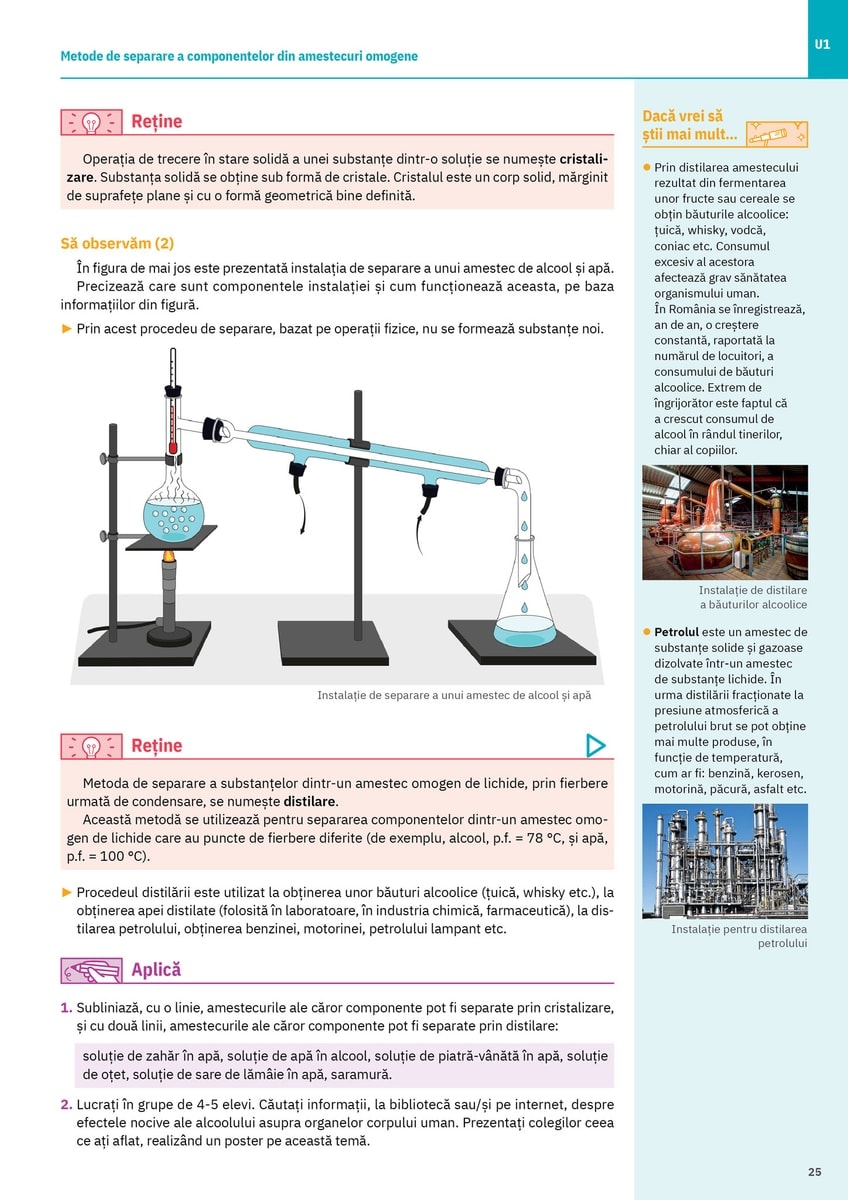 Metode de separare a componentelor din amestecuri omogene
U1
Reține
Operația de trecere în stare solidă a unei substanțe dintr-o soluție se numește cristali-
zare. Substanța solidă se obține sub formă de cristale. Cristalul este un corp solid, mărginit
de suprafețe plane și cu o formă geometrică bine definită.
Să observăm (2)
În figura de mai jos este prezentată instalația de separare a unui amestec de alcool și apă.
Precizează care sunt componentele instalației și cum funcționează aceasta, pe baza
informațiilor din figură.
► Prin acest procedeu de separare, bazat pe operații fizice, nu se formează substanțe noi.
Instalație de separare a unui amestec de alcool și apă
Reține
Metoda de separare a substanțelor dintr-un amestec omogen de lichide, prin fierbere
urmată de condensare, se numește distilare.
Această metodă se utilizează pentru separarea componentelor dintr-un amestec omo-
gen de lichide care au puncte de fierbere diferite (de exemplu, alcool, p.f. = 78 °C, și apă,
p.f. = 100 °C).
► Procedeul distilării este utilizat la obținerea unor băuturi alcoolice (țuică, whisky etc.), la
obținerea apei distilate (folosită în laboratoare, în industria chimică, farmaceutică), la dis-
tilarea petrolului, obținerea benzinei, motorinei, petrolului lampant etc.
Aplică
1. Subliniază, cu o linie, amestecurile ale căror componente pot fi separate prin cristalizare,
și cu două linii, amestecurile ale căror componente pot fi separate prin distilare:
soluție de zahăr în apă, soluție de apă în alcool, soluție de piatră-vânătă în apă, soluție
de oțet, soluție de sare de lămâie în apă, saramură.
2. Lucrați în grupe de 4-5 elevi. Căutați informații, la bibliotecă sau/și pe internet, despre
efectele nocive ale alcoolului asupra organelor corpului uman. Prezentați colegilor ceea
ce ați aflat, realizând un poster pe această temă.
Dacă vrei să
știi mai mult...
● Prin distilarea amestecului
rezultat din fermentarea
unor fructe sau cereale se
obțin băuturile alcoolice:
țuică, whisky, vodcă,
coniac etc. Consumul
excesiv al acestora
afectează grav sănătatea
organismului uman.
În România se înregistrează,
an de an, o creștere
constantă, raportată la
numărul de locuitori, a
consumului de băuturi
alcoolice. Extrem de
îngrijorător este faptul că
a crescut consumul de
alcool în rândul tinerilor,
chiar al copiilor.
Instalație de distilare
a băuturilor alcoolice
● Petrolul este un amestec de
substanțe solide și gazoase
dizolvate într-un amestec
de substanțe lichide. În
urma distilării fracționate la
presiune atmosferică a
petrolului brut se pot obține
mai multe produse, în
funcție de temperatură,
cum ar fi: benzină, kerosen,
motorină, păcură, asfalt etc.
Instalație pentru distilarea
petrolului
25